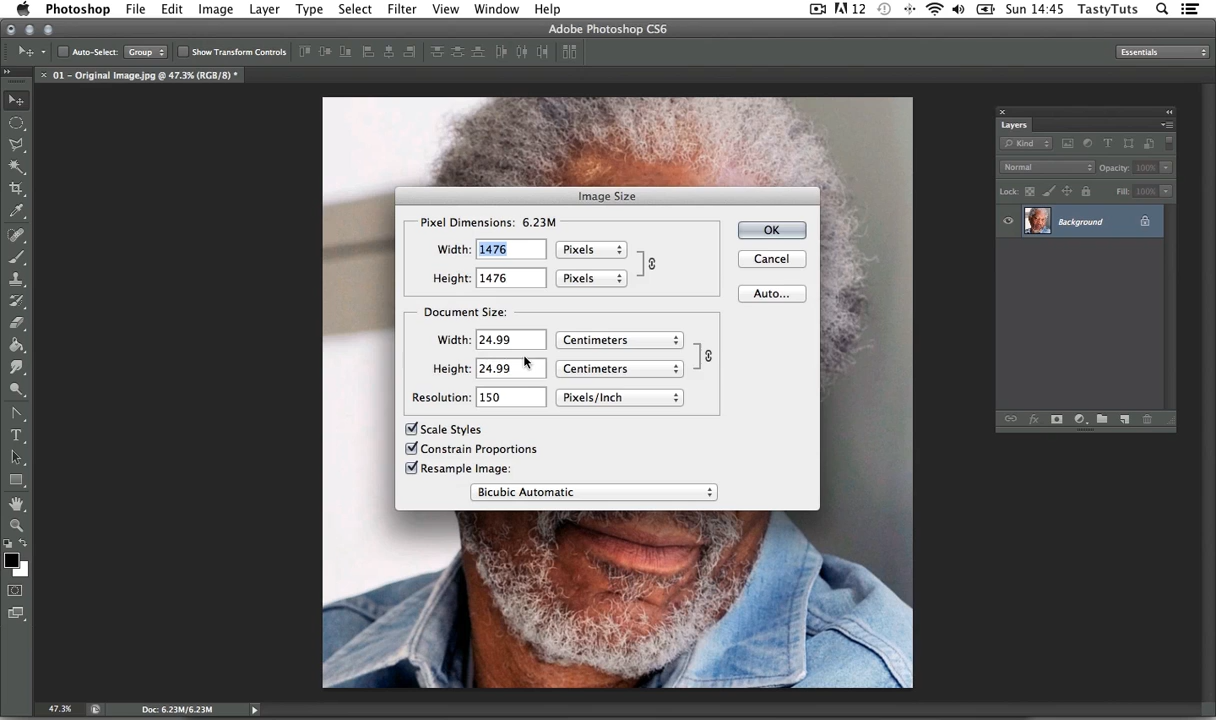 Photoshop File Edit Image Layer Type Select Filter View Window Help 12 Sun 14:45 TastyTuts
Adobe Photoshop CS6
Auto-Select: Group Show Transform Controls Essentials
× 01 - Original Image.jpg @ 47.3% (RGB/8) *
Layers
Kind
Normal Opacity: 100%
Lock: Fill: 100%
Background
Image Size
Pixel Dimensions: 6.23M
Width: 1476 Pixels
Height: 1476 Pixels
OK
Cancel
Auto...
Document Size:
Width: 24.99 Centimeters
Height: 24.99 Centimeters
Resolution: 150 Pixels/Inch
Scale Styles
Constrain Proportions
Resample Image:
Bicubic Automatic
47.3% Doc: 6.23M/6.23M